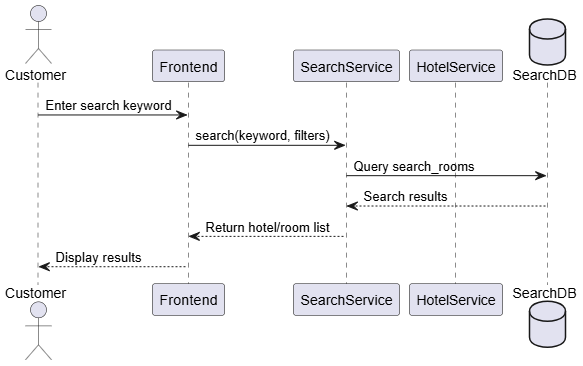 Customer
Frontend
SearchService
HotelService
SearchDB
Enter search keyword
search(keyword, filters)
Query search_rooms
Search results
Return hotel/room list
Display results
Customer
Frontend
SearchService
HotelService
SearchDB